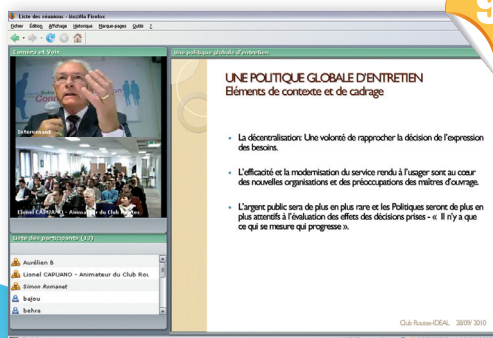 Liste des réunions - Mozilla Firefox
Fichier Édition Affichage Historique Marque-pages Outils ?
Caméra et Voix
Intervenant
Lionel CAPUANO - Animateur du Club Routes
Liste des participants (17)
Aurélien B
Lionel CAPUANO - Animateur du Club Rou
Simon Romanet
bajou
behra
Une politique globale d'entretien
UNE POLITIQUE GLOBALE D'ENTRETIEN
Eléments de contexte et de cadrage
La décentralisation: Une volonté de rapprocher la décision de l'expression
des besoins.
L'efficacité et la modernisation du service rendu à l'usager sont au cœur
des nouvelles organisations et des préoccupations des maîtres d'ouvrage.
L'argent public sera de plus en plus rare et les Politiques seront de plus en
plus attentifs à l'évaluation des effets des décisions prises - « Il n'y a que
ce qui se mesure qui progresse ».
Club Routes-IDEAL 28/09/ 2010